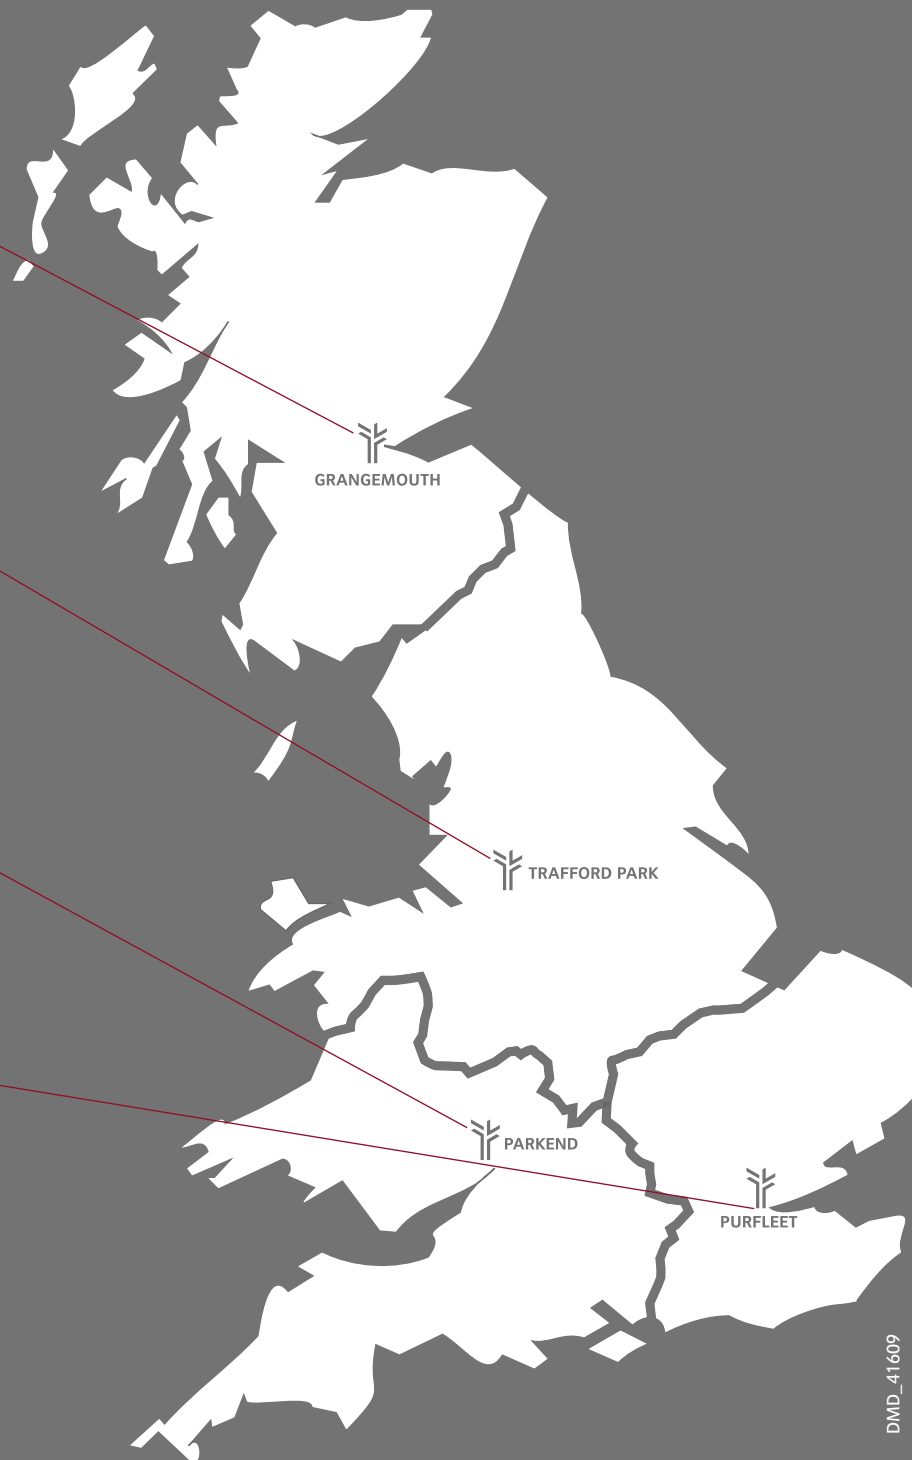 GRANGEMOUTH
TRAFFORD PARK
PARKEND
PURFLEET
DMD_41609